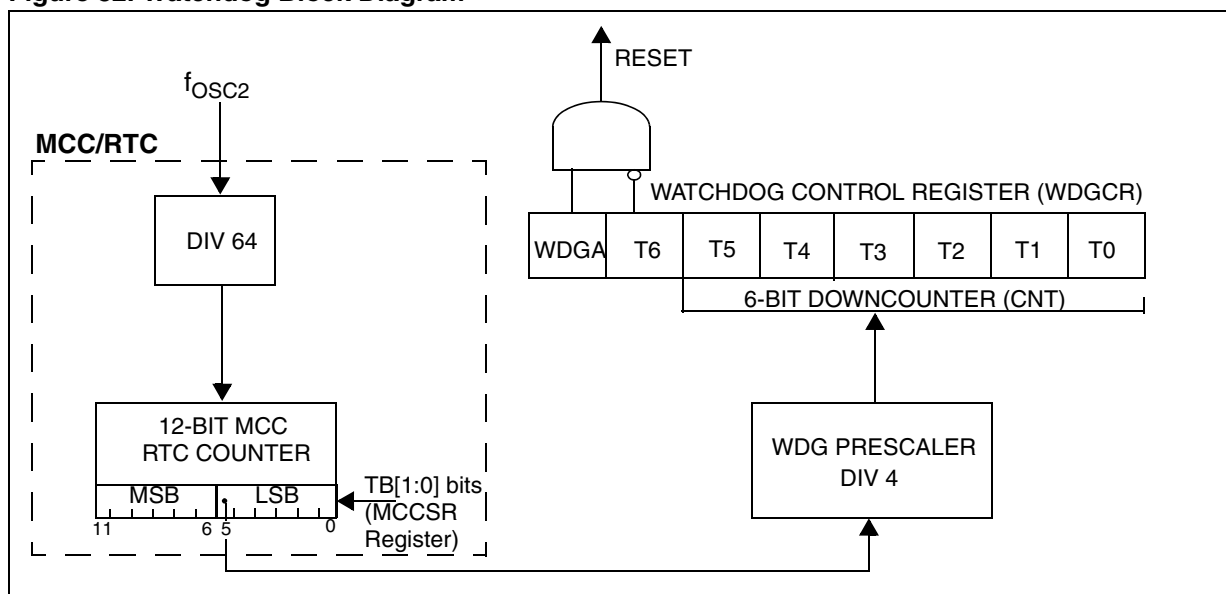 RESET
fOSC2
MCC/RTC
DIV 64
WATCHDOG CONTROL REGISTER (WDGCR)
WDGA T6 T5 T4 T3 T2 T1 T0
6-BIT DOWNCOUNTER (CNT)
12-BIT MCC
RTC COUNTER
MSB LSB
11 6 5 0
TB[1:0] bits
(MCCSR
Register)
WDG PRESCALER
DIV 4